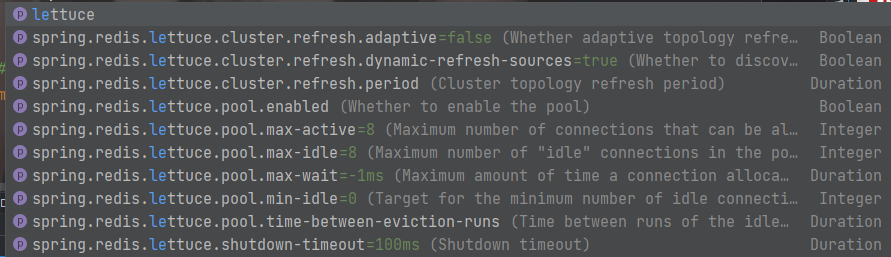 lettuce
spring.redis.lettuce.cluster.refresh.adaptive=false (Whether adaptive topology refre… Boolean
spring.redis.lettuce.cluster.refresh.dynamic-refresh-sources=true (Whether to discov… Boolean
spring.redis.lettuce.cluster.refresh.period (Cluster topology refresh period) Duration
spring.redis.lettuce.pool.enabled (Whether to enable the pool) Boolean
spring.redis.lettuce.pool.max-active=8 (Maximum number of connections that can be al… Integer
spring.redis.lettuce.pool.max-idle=8 (Maximum number of "idle" connections in the po… Integer
spring.redis.lettuce.pool.max-wait=-1ms (Maximum amount of time a connection alloca… Duration
spring.redis.lettuce.pool.min-idle=0 (Target for the minimum number of idle connecti… Integer
spring.redis.lettuce.pool.time-between-eviction-runs (Time between runs of the idle… Duration
spring.redis.lettuce.shutdown-timeout=100ms (Shutdown timeout) Duration